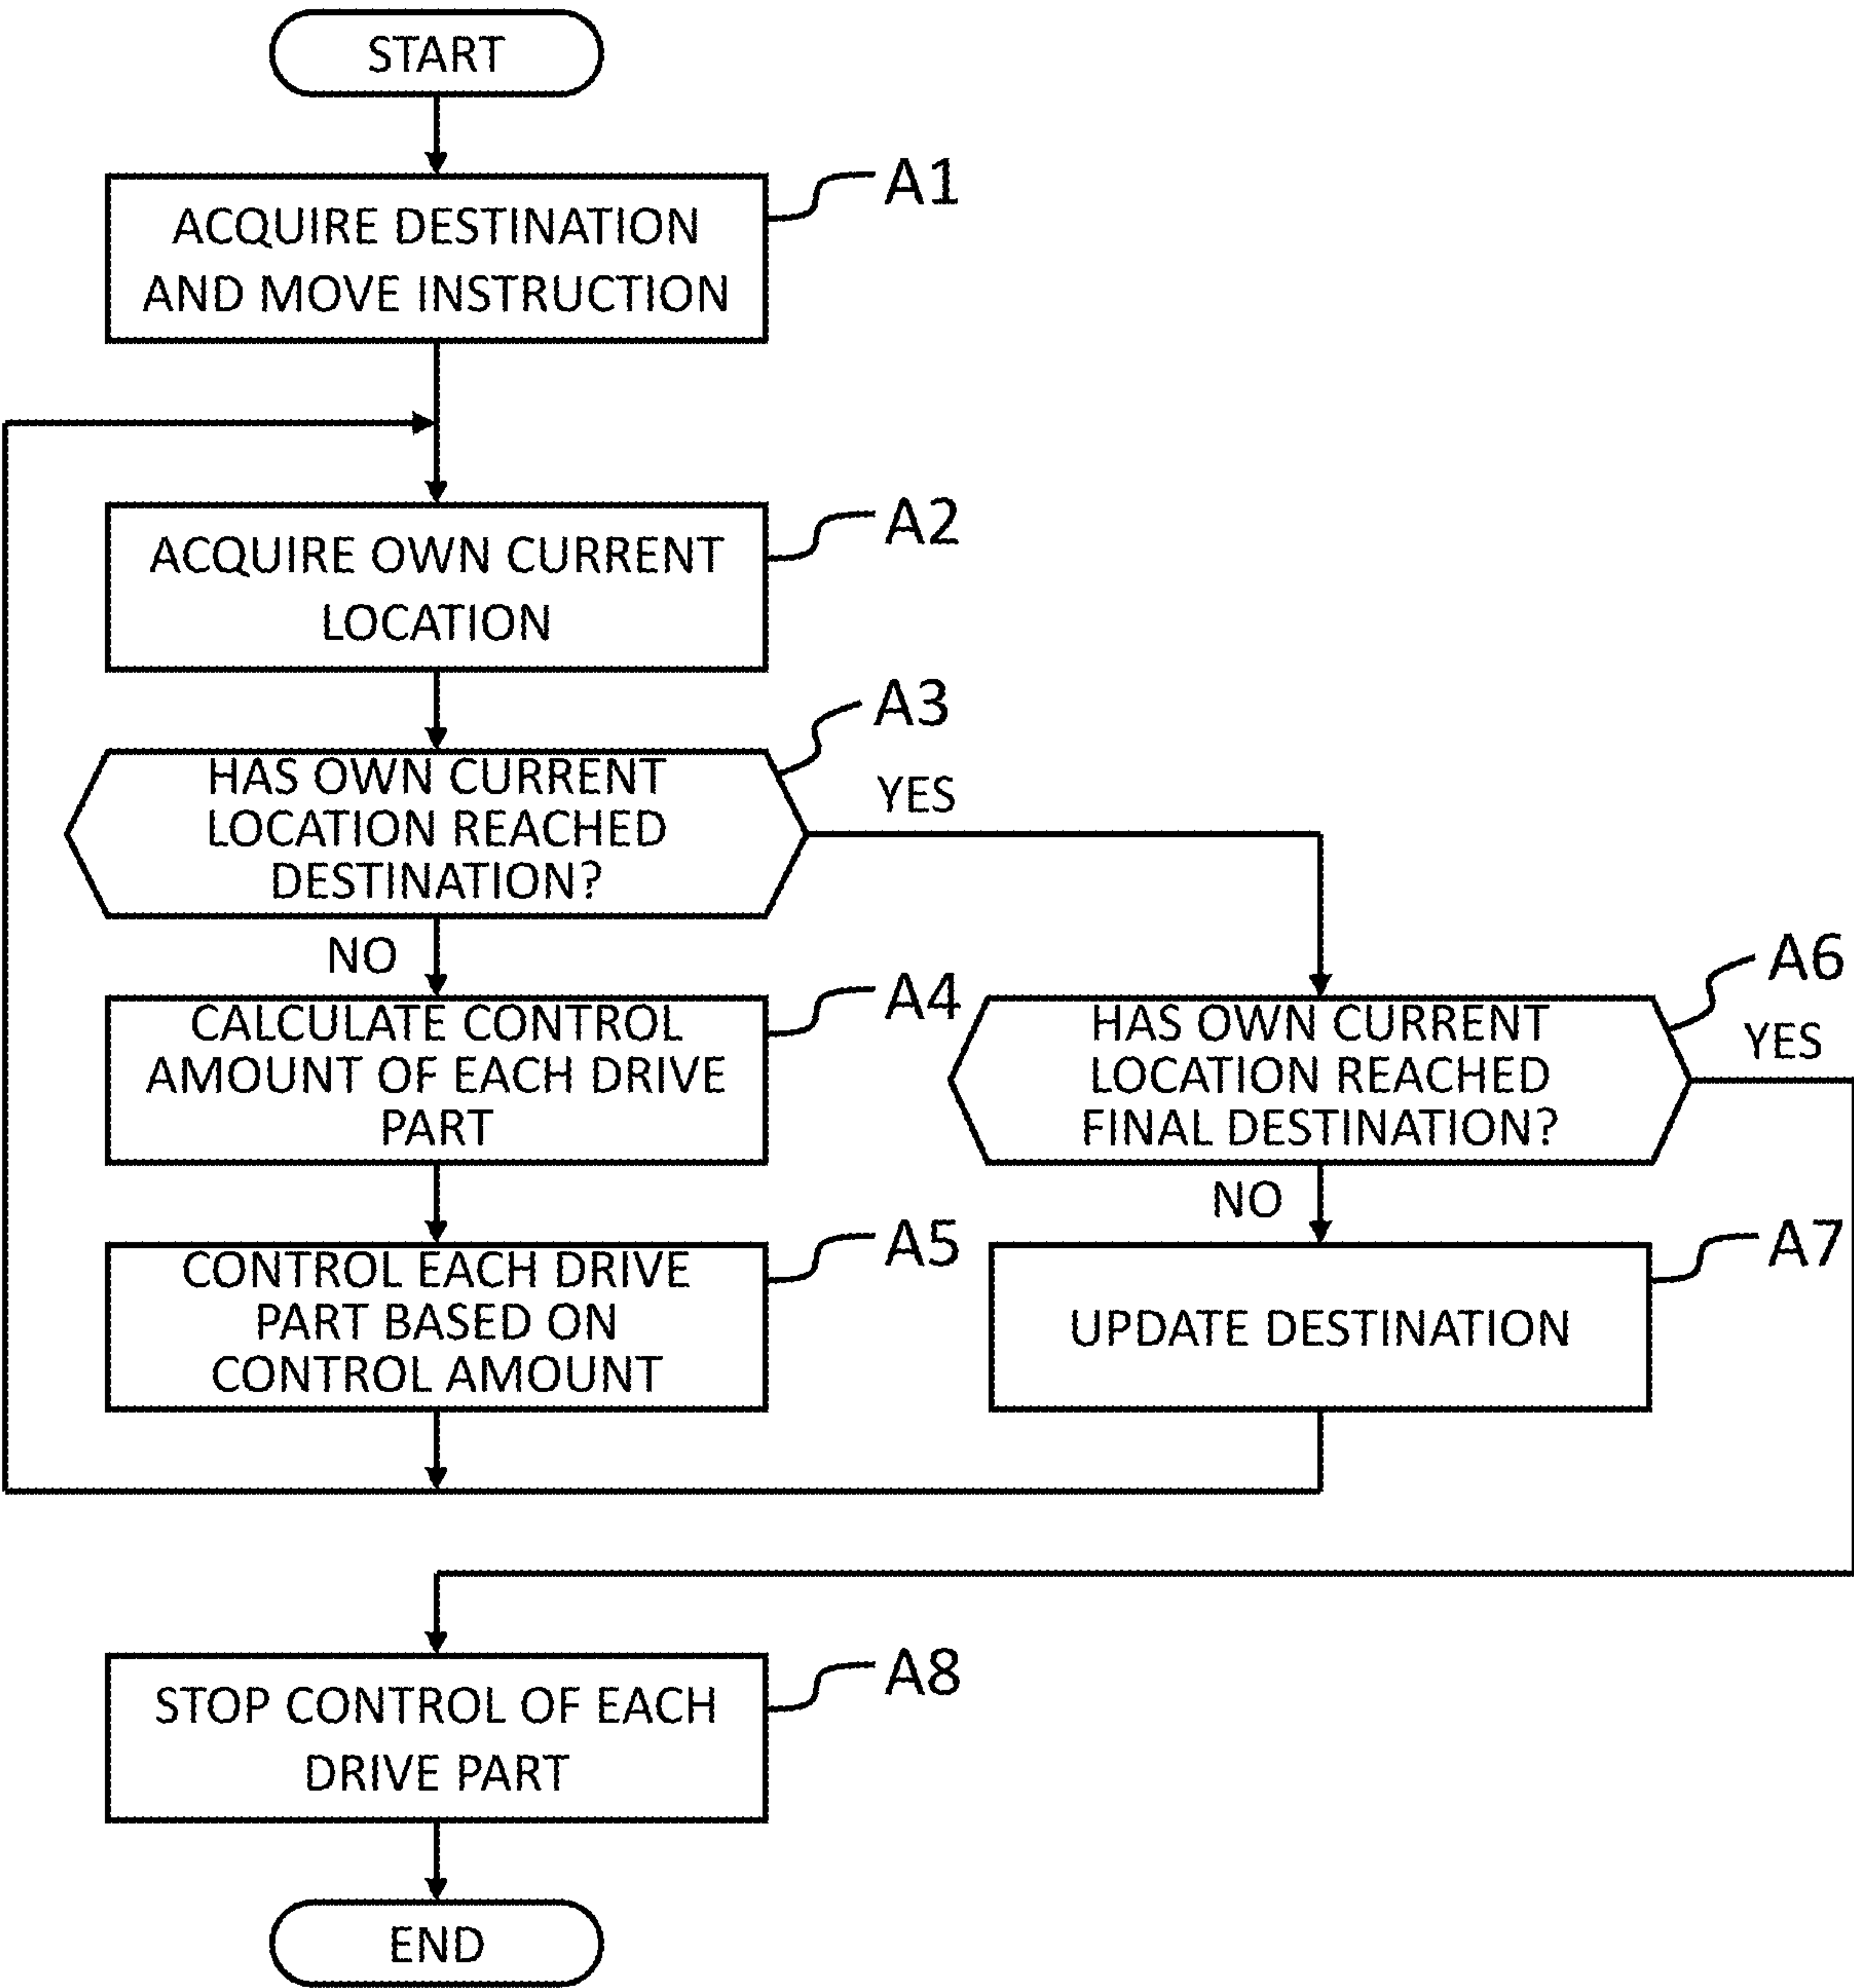 START
A1
ACQUIRE DESTINATION
AND MOVE INSTRUCTION
A2
ACQUIRE OWN CURRENT
LOCATION
A3
HAS OWN CURRENT
LOCATION REACHED
DESTINATION?
YES
NO
A4
CALCULATE CONTROL
AMOUNT OF EACH DRIVE
PART
A6
HAS OWN CURRENT
LOCATION REACHED
FINAL DESTINATION?
YES
NO
A5
CONTROL EACH DRIVE
PART BASED ON
CONTROL AMOUNT
A7
UPDATE DESTINATION
A8
STOP CONTROL OF EACH
DRIVE PART
END